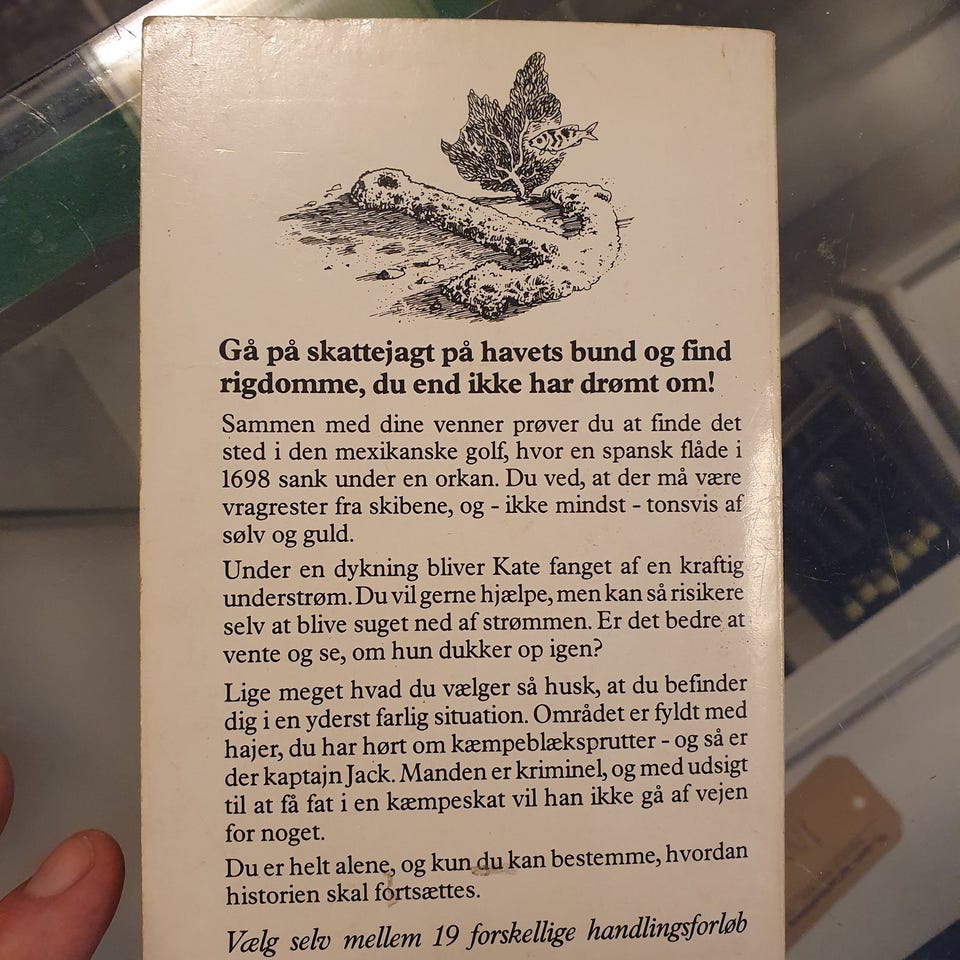 Gå på skattejagt på havets bund og find
rigdomme, du end ikke har drømt om!
Sammen med dine venner prøver du at finde det
sted i den mexikanske golf, hvor en spansk flåde i
1698 sank under en orkan. Du ved, at der må være
vragrester fra skibene, og - ikke mindst - tonsvis af
sølv og guld.
Under en dykning bliver Kate fanget af en kraftig
understrøm. Du vil gerne hjælpe, men kan så risikere
selv at blive suget ned af strømmen. Er det bedre at
vente og se, om hun dukker op igen?
Lige meget hvad du vælger så husk, at du befinder
dig i en yderst farlig situation. Området er fyldt med
hajer, du har hørt om kæmpeblæksprutter - og så er
der kaptajn Jack. Manden er kriminel, og med udsigt
til at få fat i en kæmpeskat vil han ikke gå af vejen
for noget.
Du er helt alene, og kun du kan bestemme, hvordan
historien skal fortsættes.
Vælg selv mellem 19 forskellige handlingsforløb